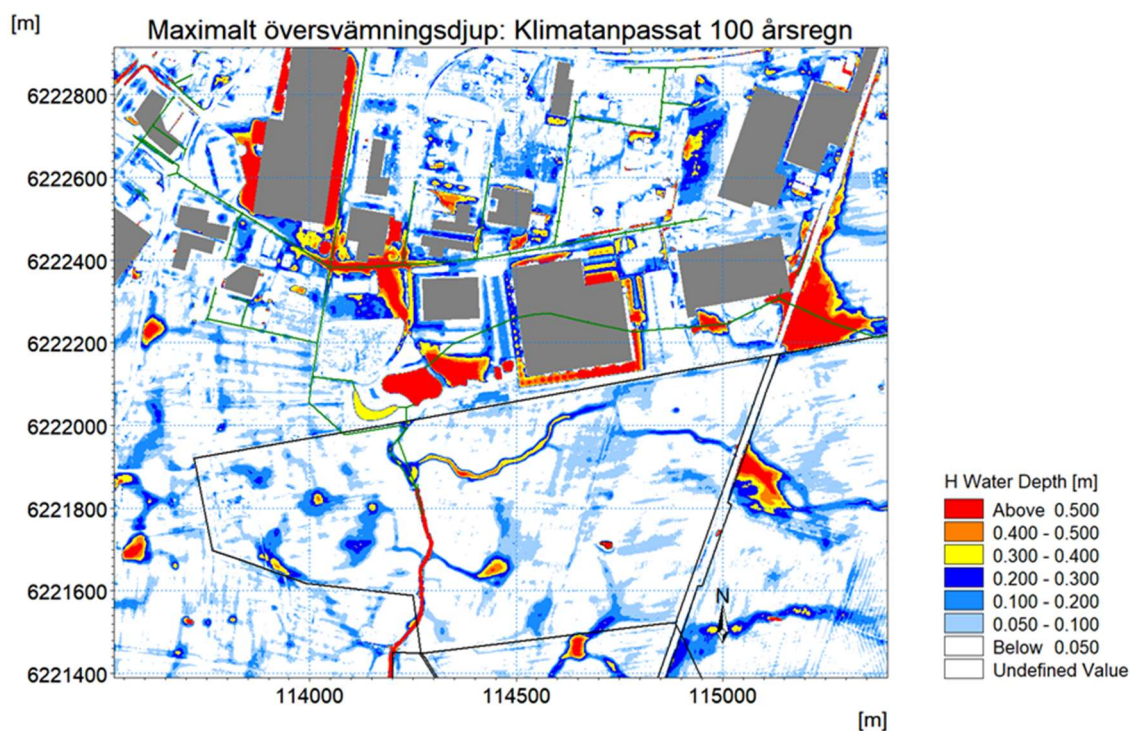 [m]
Maximalt översvämningsdjup: Klimatanpassat 100 årsregn
6222800
6222600
6222400
6222200
6222000
6221800
6221600
6221400
N
114000 114500 115000
[m]
H Water Depth [m]
Above 0.500
0.400 - 0.500
0.300 - 0.400
0.200 - 0.300
0.100 - 0.200
0.050 - 0.100
Below 0.050
Undefined Value